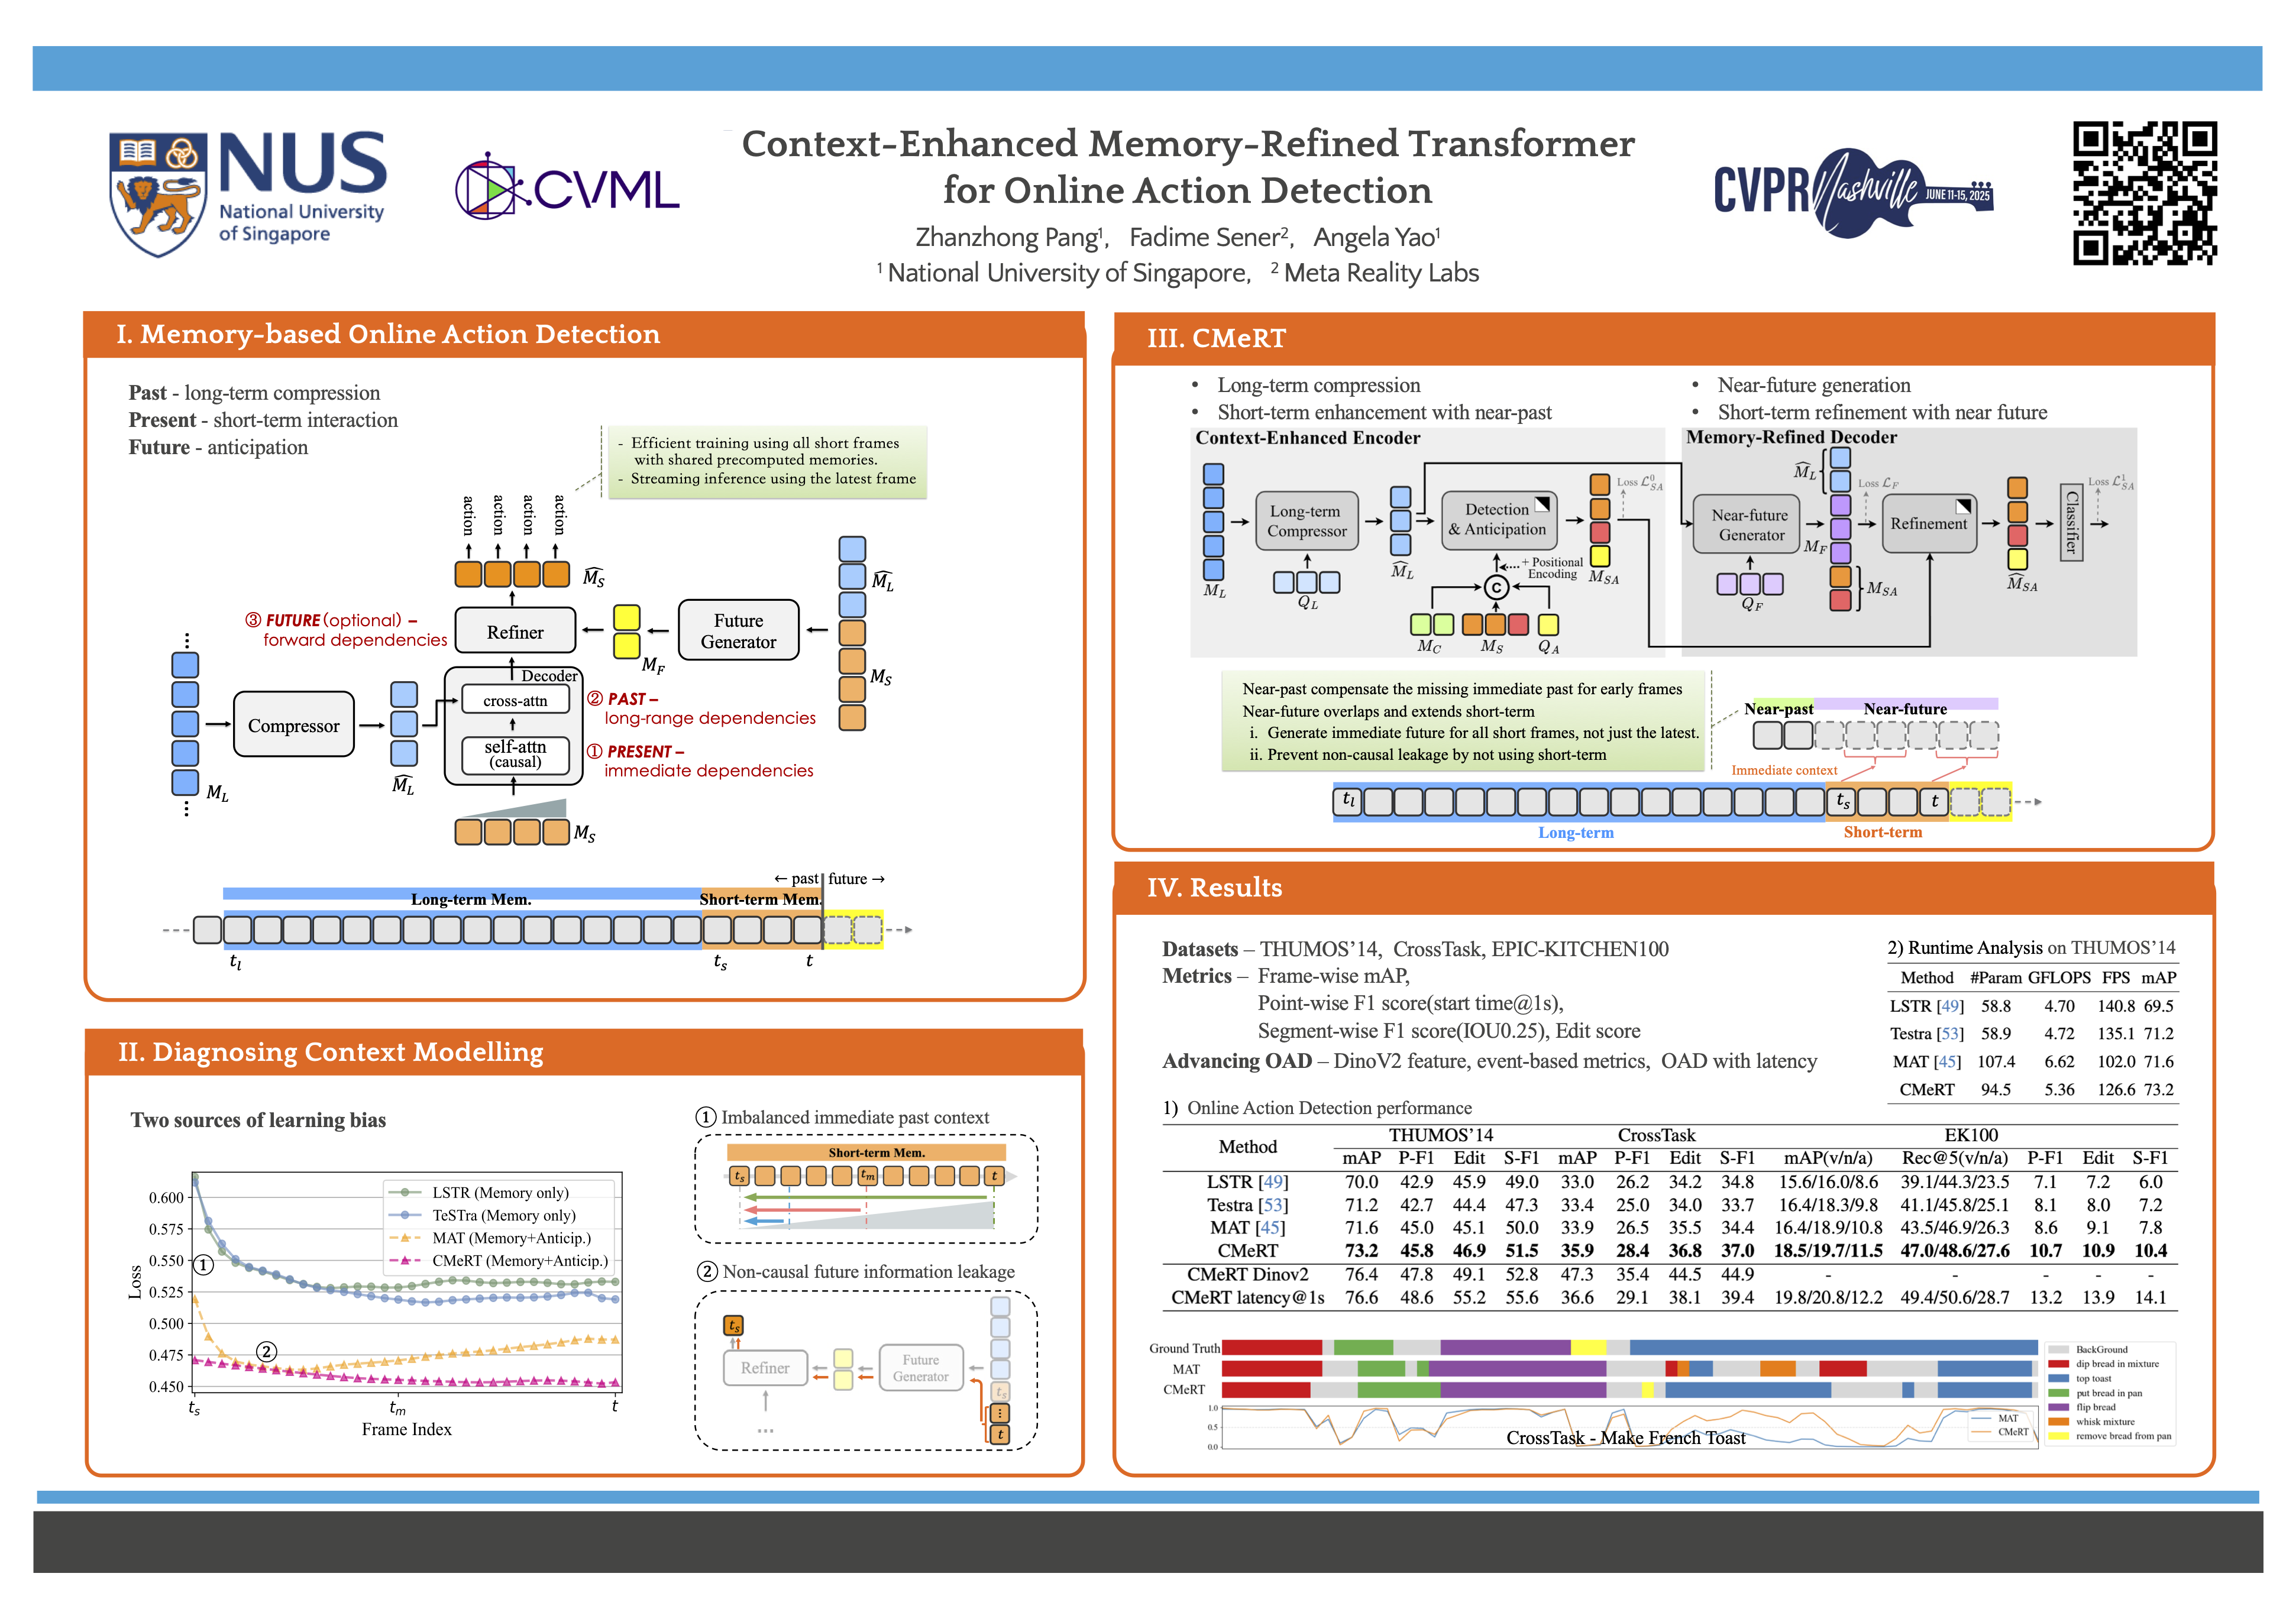 NUS
National University
of Singapore
CVML
Context-Enhanced Memory-Refined Transformer
for Online Action Detection
Zhanzhong Pang¹, Fadime Sener², Angela Yao¹
¹ National University of Singapore, ² Meta Reality Labs
CVPR Nashville JUNE 11-15, 2025
I. Memory-based Online Action Detection
Past - long-term compression
Present - short-term interaction
Future - anticipation
- Efficient training using all short frames
with shared precomputed memories.
- Streaming inference using the latest frame
action action action action
M̂_S
M̂_L
③ FUTURE (optional) –
forward dependencies
Refiner
Future
Generator
M_F
M_S
Decoder
cross-attn
② PAST –
long-range dependencies
Compressor
self-attn
(causal)
① PRESENT –
immediate dependencies
M_L
M̂_L
M_S
← past future →
Long-term Mem. Short-term Mem.
t_l t_s t
II. Diagnosing Context Modelling
Two sources of learning bias
LSTR (Memory only)
TeSTra (Memory only)
MAT (Memory+Anticip.)
CMeRT (Memory+Anticip.)
0.600
0.575
0.550
0.525
0.500
0.475
0.450
Loss
①
②
t_s t_m t
Frame Index
① Imbalanced immediate past context
Short-term Mem.
t_s t_m t
② Non-causal future information leakage
t_s
Refiner
Future
Generator
t_s
⋮
t
...
III. CMeRT
• Long-term compression
• Short-term enhancement with near-past
• Near-future generation
• Short-term refinement with near future
Context-Enhanced Encoder
Memory-Refined Decoder
M_L
Long-term
Compressor
Q_L
M̂_L
Detection
& Anticipation
+ Positional
Encoding
C
M_C M_S Q_A
Loss 𝓛⁰_SA
M_SA
Near-future
Generator
Q_F
M̂_L
M_F
M_SA
Loss 𝓛_F
Refinement
M̂_SA
Classifier
Loss 𝓛¹_SA
Near-past compensate the missing immediate past for early frames
Near-future overlaps and extends short-term
i. Generate immediate future for all short frames, not just the latest.
ii. Prevent non-causal leakage by not using short-term
Near-past Near-future
Immediate context
t_l t_s t
Long-term Short-term
IV. Results
Datasets – THUMOS’14, CrossTask, EPIC-KITCHEN100
Metrics – Frame-wise mAP,
Point-wise F1 score(start time@1s),
Segment-wise F1 score(IOU0.25), Edit score
Advancing OAD – DinoV2 feature, event-based metrics, OAD with latency
2) Runtime Analysis on THUMOS’14
Method #Param GFLOPS FPS mAP
LSTR [49] 58.8 4.70 140.8 69.5
Testra [53] 58.9 4.72 135.1 71.2
MAT [45] 107.4 6.62 102.0 71.6
CMeRT 94.5 5.36 126.6 73.2
1) Online Action Detection performance
Method THUMOS’14 CrossTask EK100
mAP P-F1 Edit S-F1 mAP P-F1 Edit S-F1 mAP(v/n/a) Rec@5(v/n/a) P-F1 Edit S-F1
LSTR [49] 70.0 42.9 45.9 49.0 33.0 26.2 34.2 34.8 15.6/16.0/8.6 39.1/44.3/23.5 7.1 7.2 6.0
Testra [53] 71.2 42.7 44.4 47.3 33.4 25.0 34.0 33.7 16.4/18.3/9.8 41.1/45.8/25.1 8.1 8.0 7.2
MAT [45] 71.6 45.0 45.1 50.0 33.9 26.5 35.5 34.4 16.4/18.9/10.8 43.5/46.9/26.3 8.6 9.1 7.8
CMeRT 73.2 45.8 46.9 51.5 35.9 28.4 36.8 37.0 18.5/19.7/11.5 47.0/48.6/27.6 10.7 10.9 10.4
CMeRT Dinov2 76.4 47.8 49.1 52.8 47.3 35.4 44.5 44.9 - - - - -
CMeRT latency@1s 76.6 48.6 55.2 55.6 36.6 29.1 38.1 39.4 19.8/20.8/12.2 49.4/50.6/28.7 13.2 13.9 14.1
Ground Truth
MAT
CMeRT
1.0
0.5
0.0
MAT
CMeRT
CrossTask - Make French Toast
BackGround
dip bread in mixture
top toast
put bread in pan
flip bread
whisk mixture
remove bread from pan